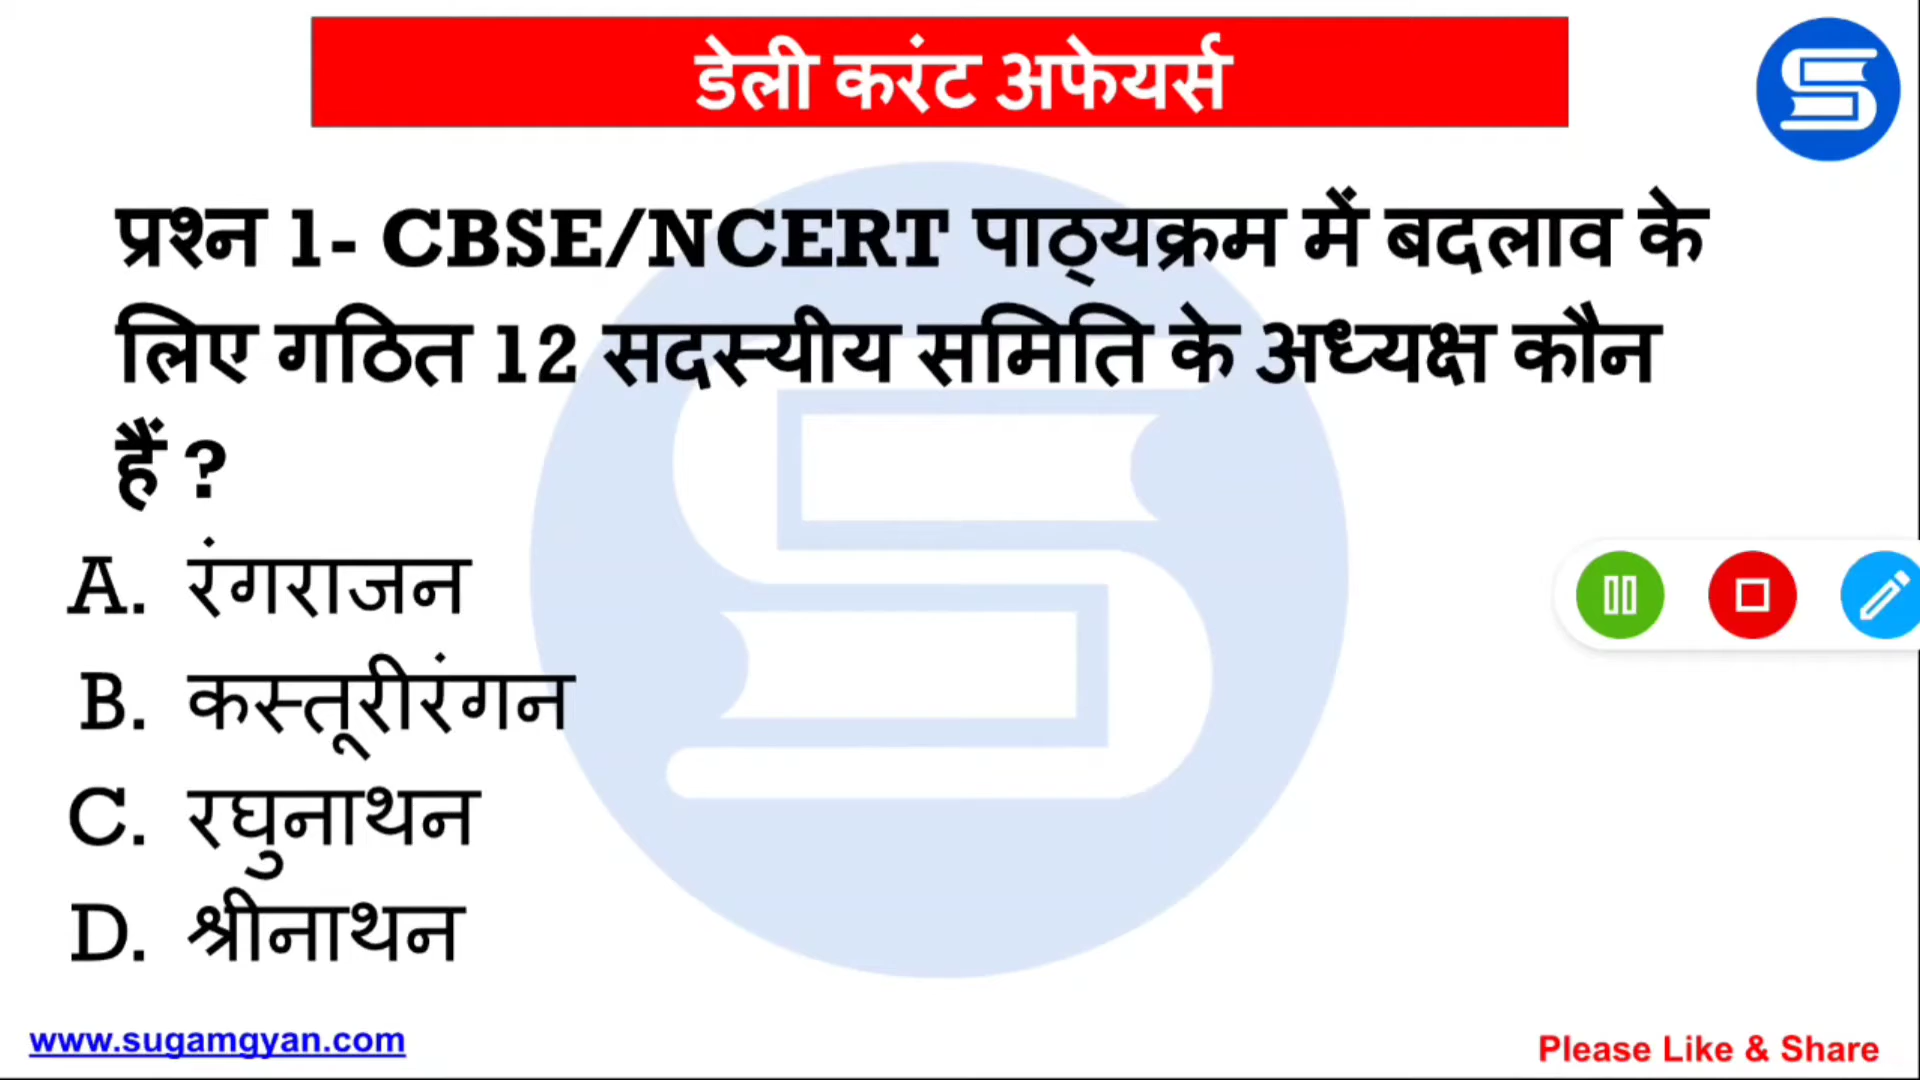 डेली करंट अफेयर्स
प्रश्न 1- CBSE/NCERT पाठ्यक्रम में बदलाव के
लिए गठित 12 सदस्यीय समिति के अध्यक्ष कौन
हैं ?
A. रंगराजन
B. कस्तूरीरंगन
C. रघुनाथन
D. श्रीनाथन
www.sugamgyan.com
Please Like & Share